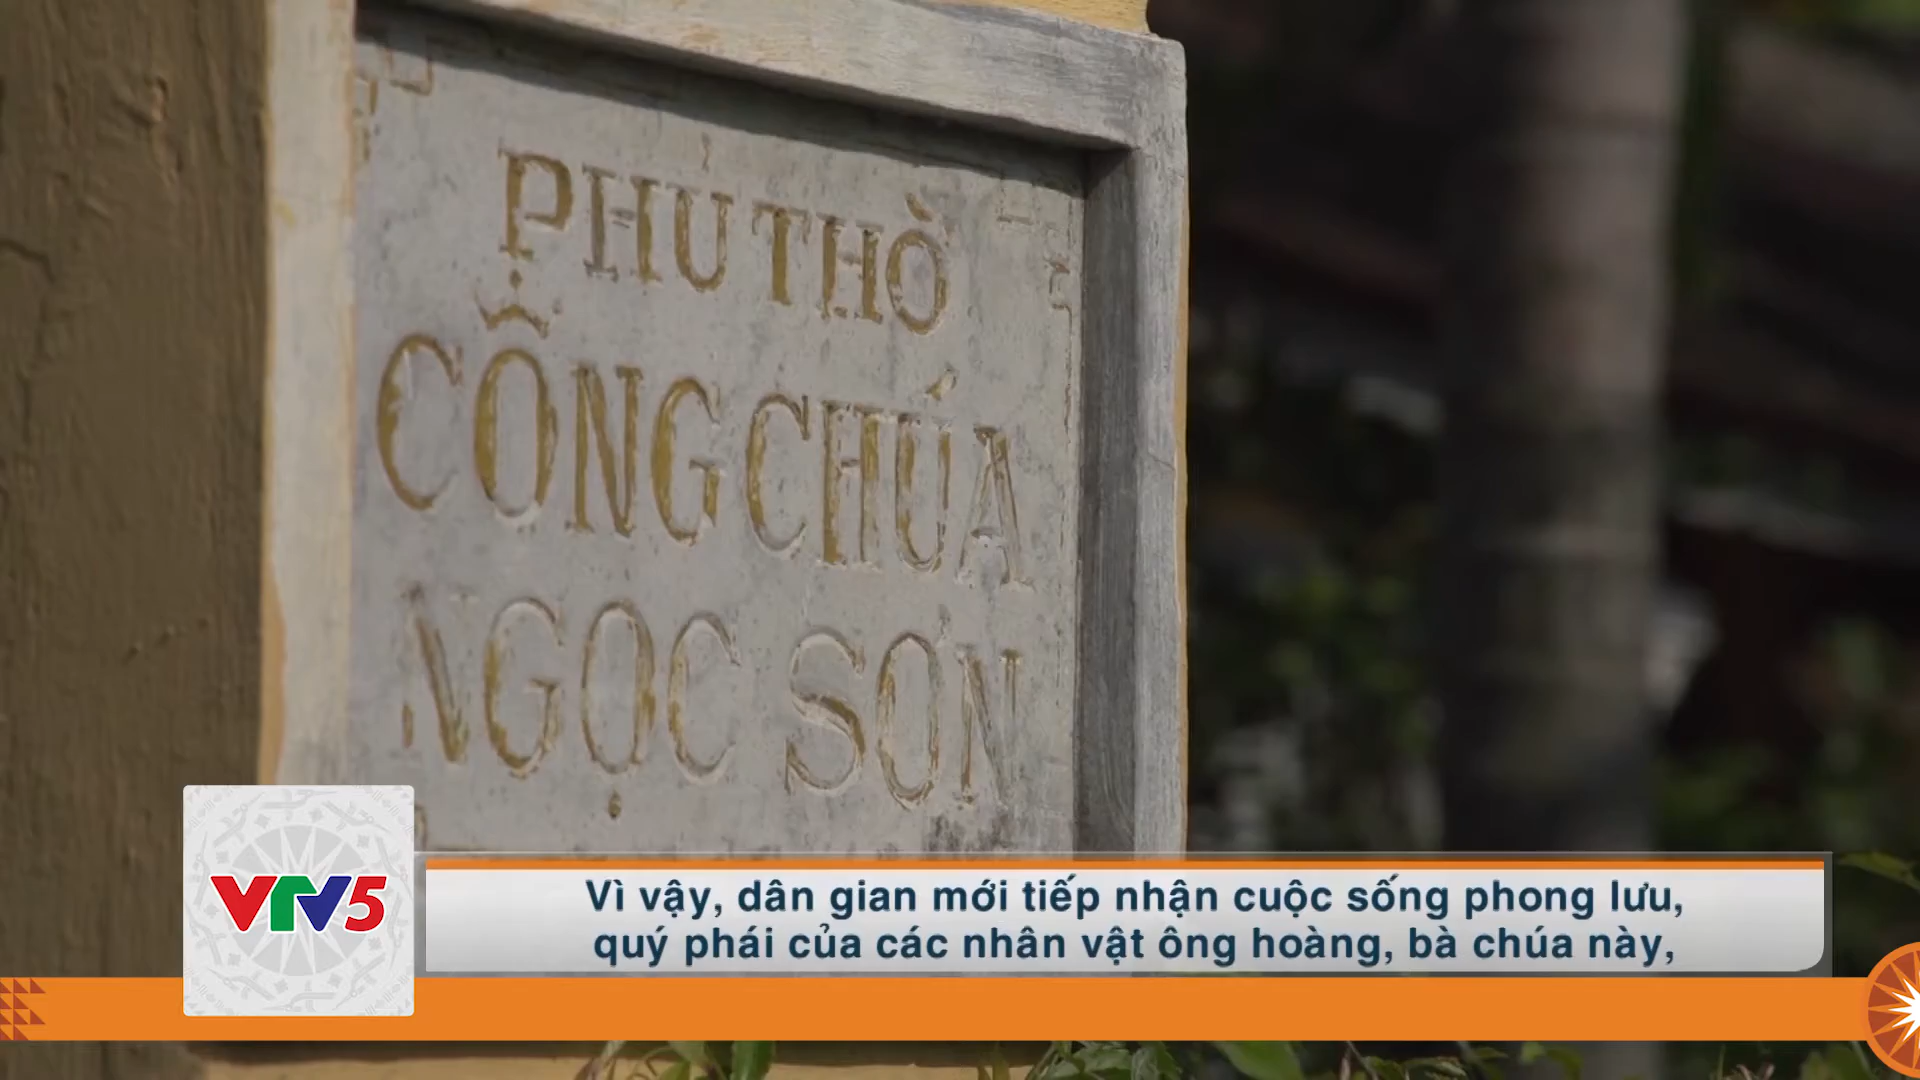 PHỦ THỜ
CÔNG CHÚA
NGỌC SƠN
VTV5
Vì vậy, dân gian mới tiếp nhận cuộc sống phong lưu,
quý phái của các nhân vật ông hoàng, bà chúa này,